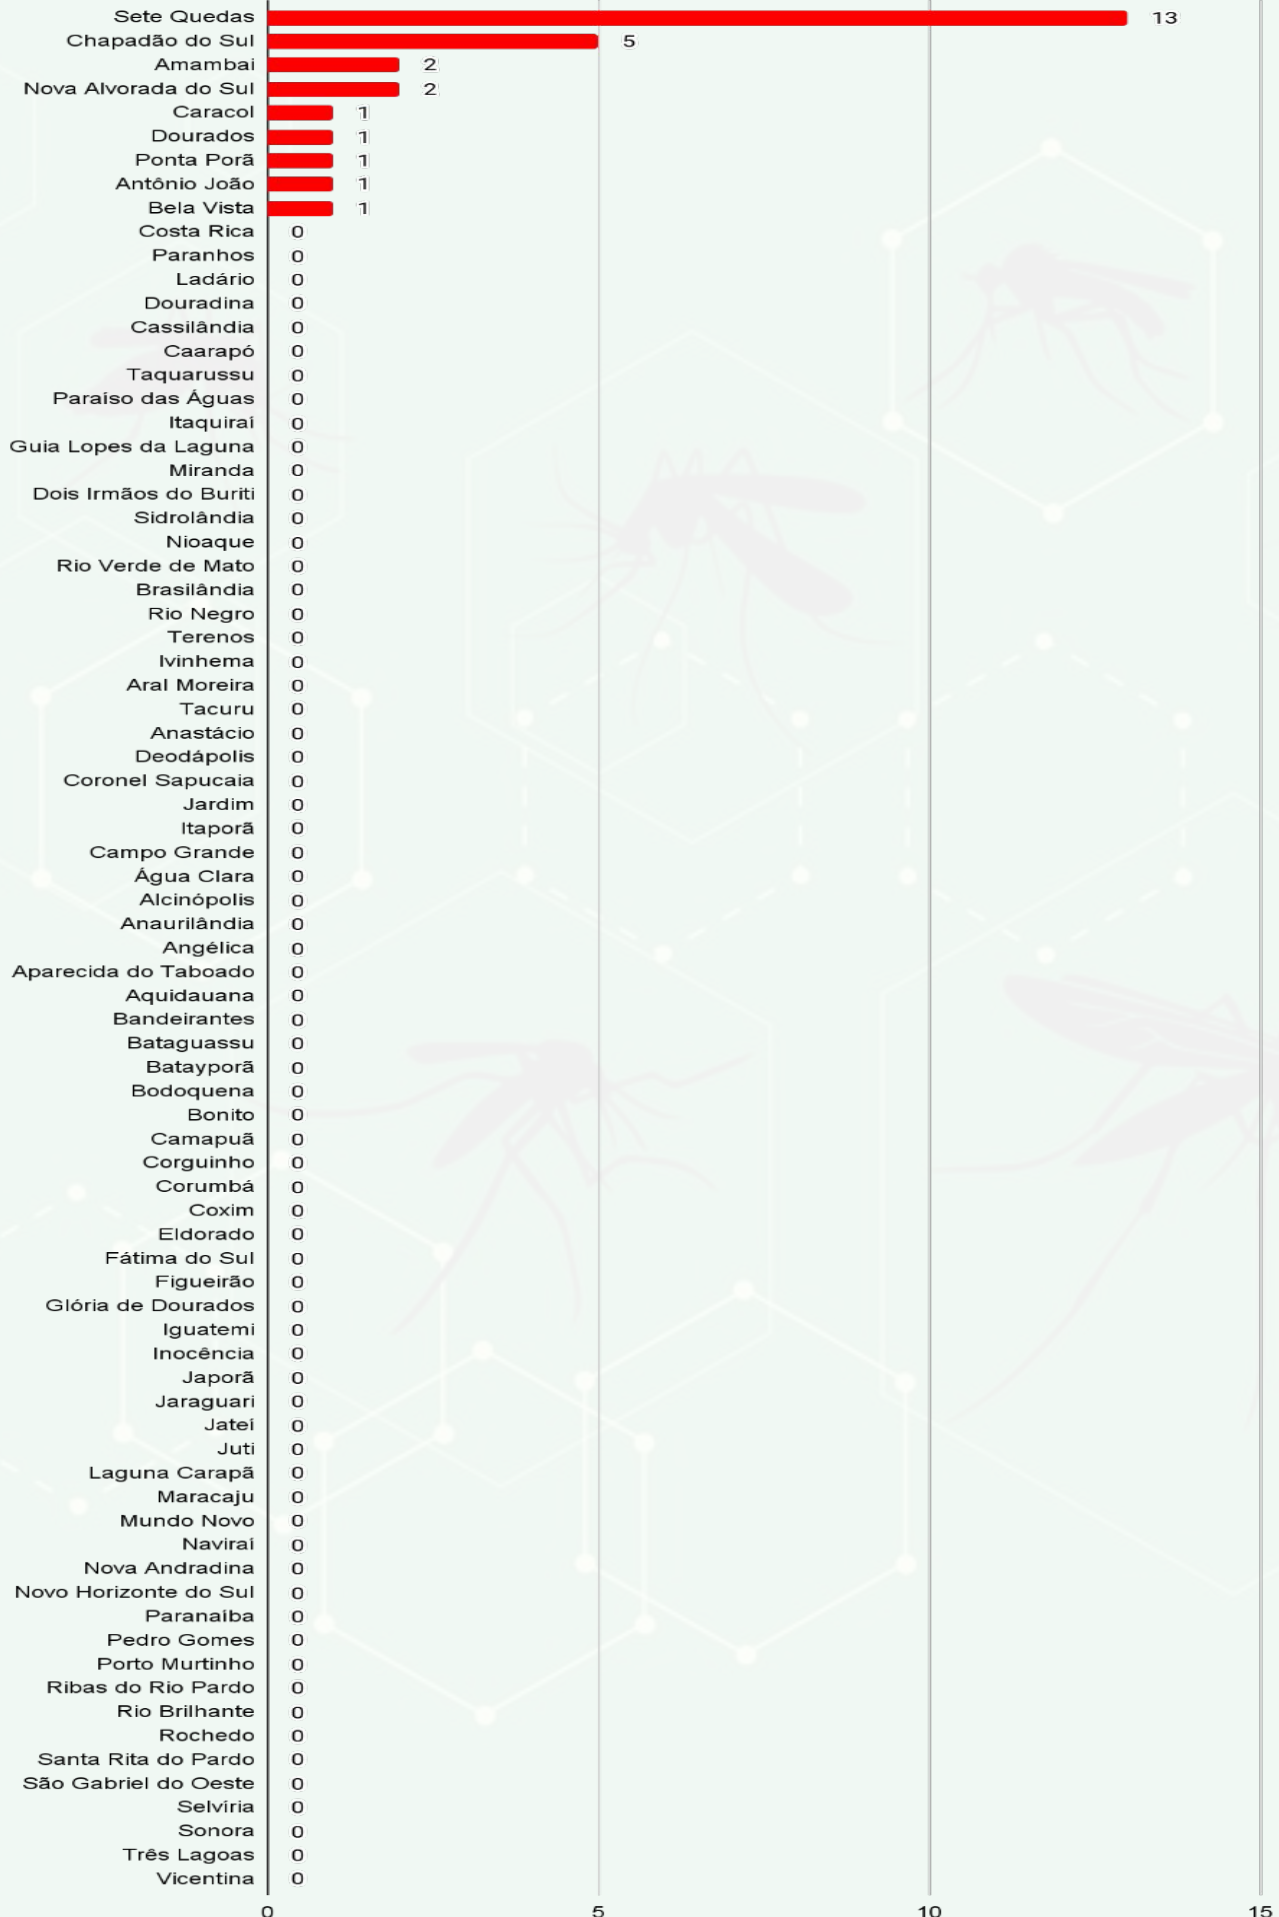 Sete Quedas 13
Chapadão do Sul 5
Amambai 2
Nova Alvorada do Sul 2
Caracol 1
Dourados 1
Ponta Porã 1
Antônio João 1
Bela Vista 1
Costa Rica 0
Paranhos 0
Ladário 0
Douradina 0
Cassilândia 0
Caarapó 0
Taquarussu 0
Paraíso das Águas 0
Itaquiraí 0
Guia Lopes da Laguna 0
Miranda 0
Dois Irmãos do Buriti 0
Sidrolândia 0
Nioaque 0
Rio Verde de Mato 0
Brasilândia 0
Rio Negro 0
Terenos 0
Ivinhema 0
Aral Moreira 0
Tacuru 0
Anastácio 0
Deodápolis 0
Coronel Sapucaia 0
Jardim 0
Itaporã 0
Campo Grande 0
Água Clara 0
Alcinópolis 0
Anaurilândia 0
Angélica 0
Aparecida do Taboado 0
Aquidauana 0
Bandeirantes 0
Bataguassu 0
Batayporã 0
Bodoquena 0
Bonito 0
Camapuã 0
Corguinho 0
Corumbá 0
Coxim 0
Eldorado 0
Fátima do Sul 0
Figueirão 0
Glória de Dourados 0
Iguatemi 0
Inocência 0
Japorã 0
Jaraguari 0
Jateí 0
Juti 0
Laguna Carapã 0
Maracaju 0
Mundo Novo 0
Naviraí 0
Nova Andradina 0
Novo Horizonte do Sul 0
Paranaíba 0
Pedro Gomes 0
Porto Murtinho 0
Ribas do Rio Pardo 0
Rio Brilhante 0
Rochedo 0
Santa Rita do Pardo 0
São Gabriel do Oeste 0
Selvíria 0
Sonora 0
Três Lagoas 0
Vicentina 0
0 5 10 15